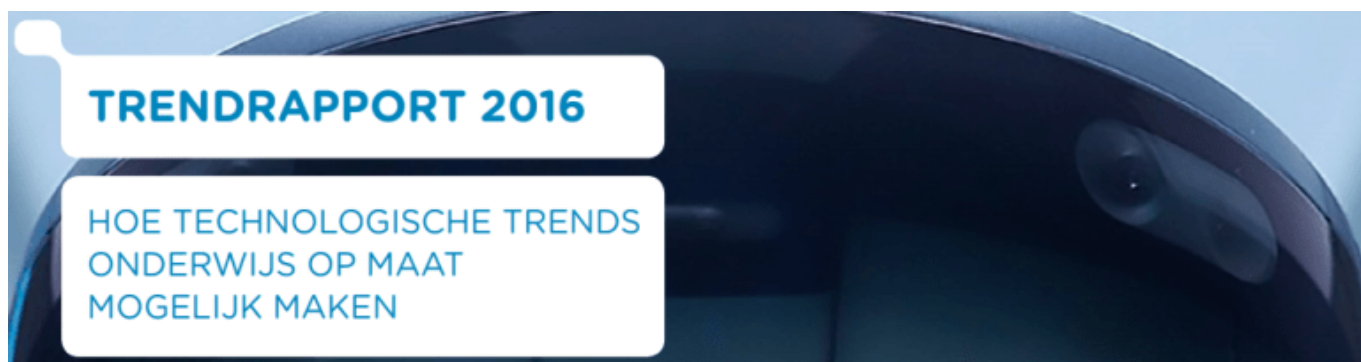 TRENDRAPPORT 2016
HOE TECHNOLOGISCHE TRENDS
ONDERWIJS OP MAAT
MOGELIJK MAKEN